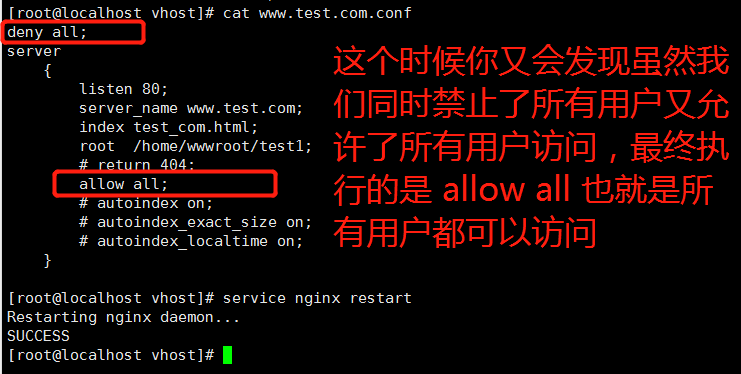 [root@localhost vhost]# cat www.test.com.conf
deny all;
server
{
listen 80;
server_name www.test.com;
index test_com.html;
root  /home/wwwroot/test1;
# return 404;
allow all;
# autoindex on;
# autoindex_exact_size on;
# autoindex_localtime on;
}
[root@localhost vhost]# service nginx restart
Restarting nginx daemon...
SUCCESS
[root@localhost vhost]#
这个时候你又会发现虽然我
们同时禁止了所有用户又允
许了所有用户访问，最终执
行的是 allow all 也就是所
有用户都可以访问